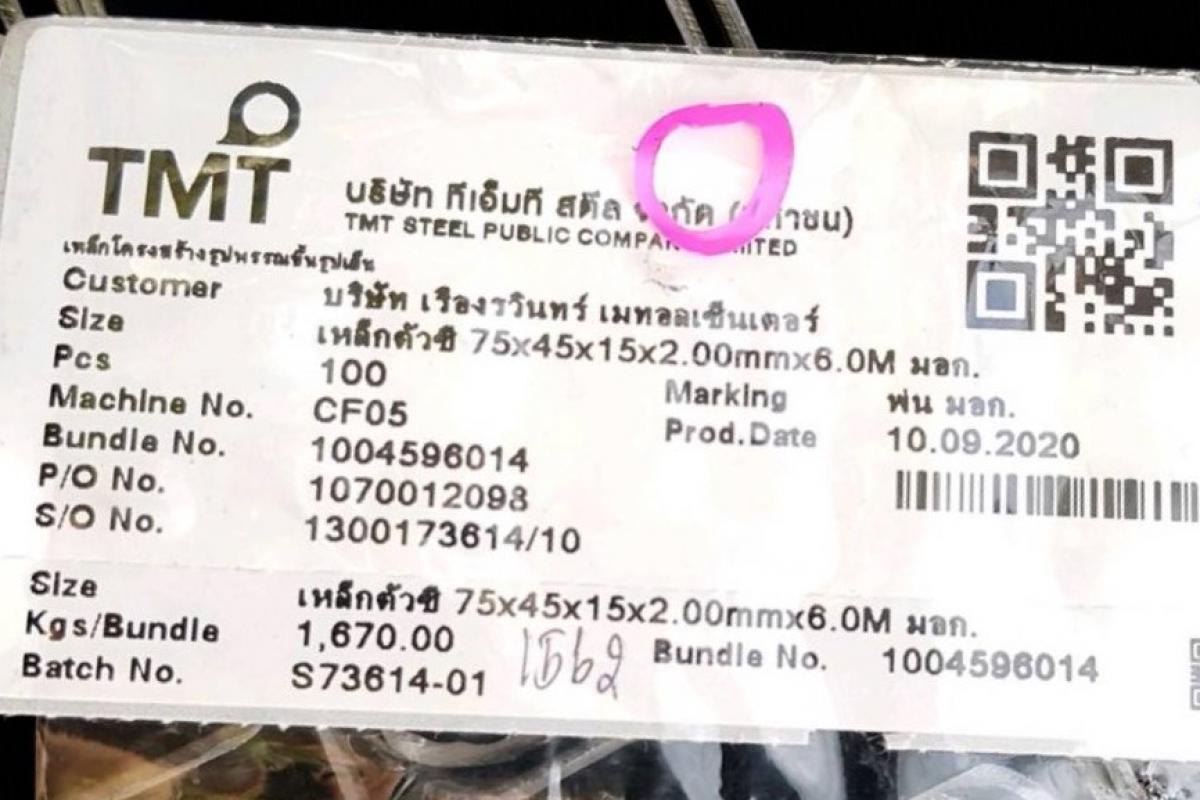 TMT
บริษัท ทีเอ็มที สตีล จำกัด (มหาชน)
TMT STEEL PUBLIC COMPANY LIMITED
เหล็กโครงสร้างรูปพรรณขึ้นรูปเย็น
Customer บริษัท เรืองรวินทร์ เมทอลเซ็นเตอร์
Size เหล็กตัวซี 75x45x15x2.00mmx6.0M มอก.
Pcs 100 Marking พ่น มอก.
Machine No. CF05 Prod.Date 10.09.2020
Bundle No. 1004596014
P/O No. 1070012098
S/O No. 1300173614/10
Size เหล็กตัวซี 75x45x15x2.00mmx6.0M มอก.
Kgs/Bundle 1,670.00 Bundle No. 1004596014
Batch No. S73614-01